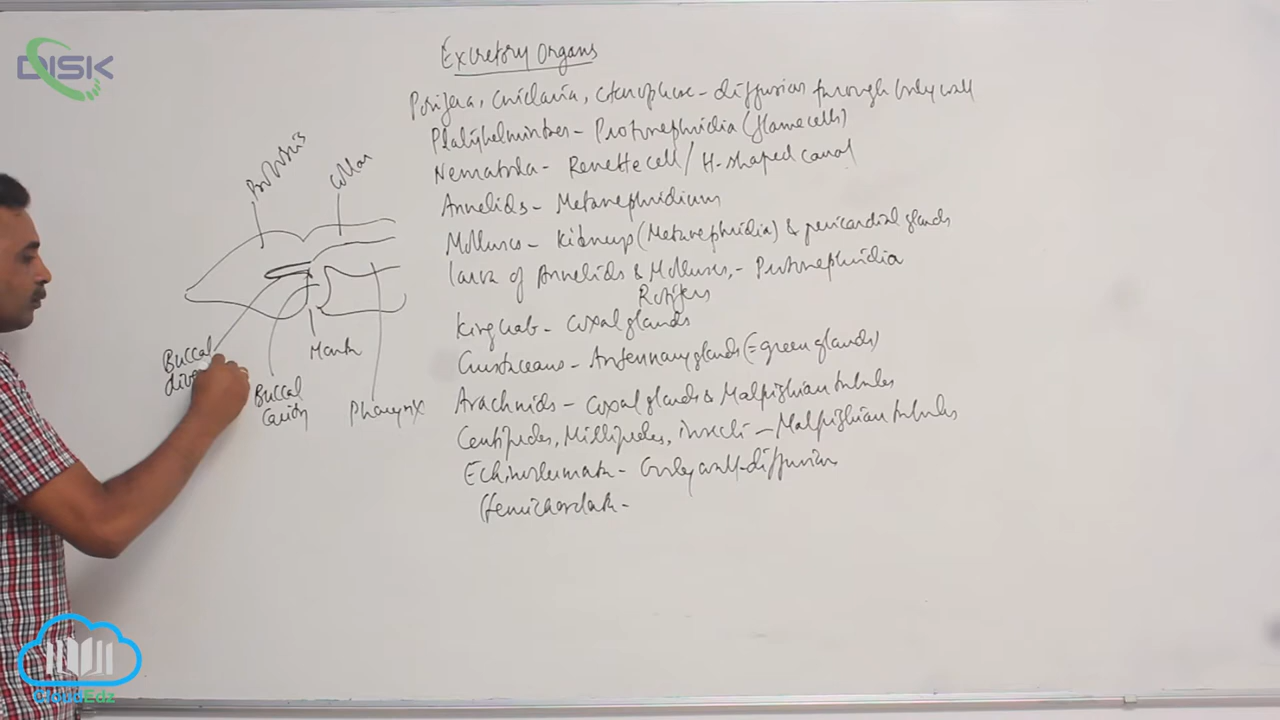 DISK
Excretory Organs
Porifera, Cnidaria, Ctenophore - diffusion through body wall
Platyhelminthes - Protonephridia (flame cells)
Nematoda - Renette cell / H-shaped canal
Annelids - Metanephridium
Molluscs - Kidneys (Metanephridia) & pericardial glands
larva of Annelids & Molluscs, - Protonephridia
Rotifers
King crab - Coxal glands
Crustaceans - Antennary glands (= green glands)
Arachnids - Coxal glands & Malpighian tubules
Centipedes, Millipedes, insects - Malpighian tubules
Echinodermata - Body wall - diffusion
Hemichordata -
Proboscis
Collar
Buccal
dive
Mouth
Buccal
Cavity
Pharynx
CloudEdz